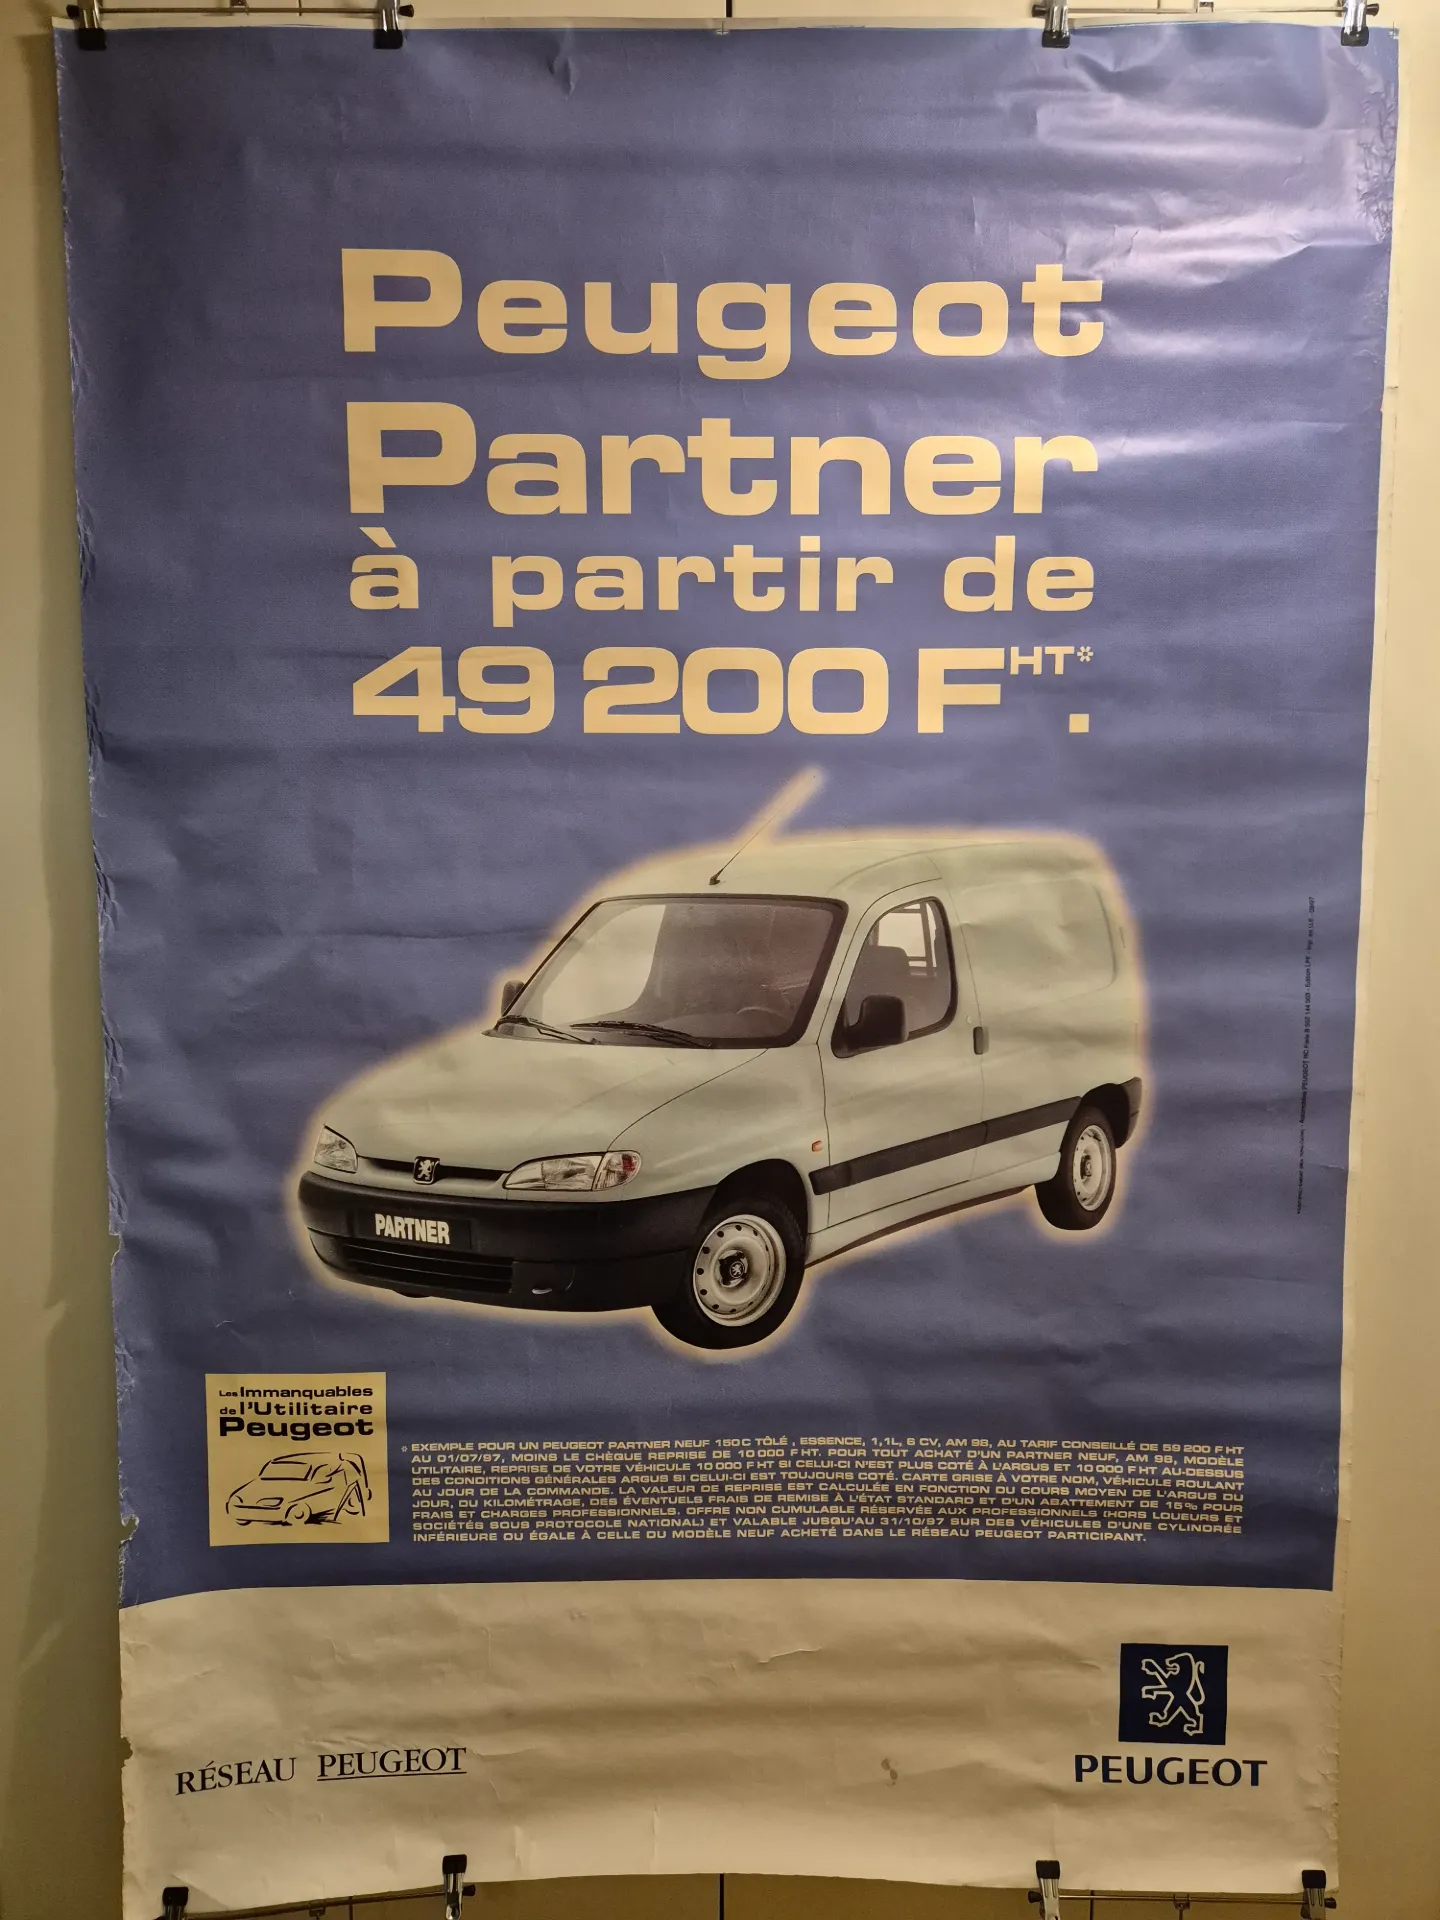 Peugeot
Partner
à partir de
49 200 F HT*.
PARTNER
Les Immanquables
de l'Utilitaire
Peugeot
* EXEMPLE POUR UN PEUGEOT PARTNER NEUF 150C TÔLÉ , ESSENCE, 1,1L, 6 CV, AM 98, AU TARIF CONSEILLÉ DE 59 200 F HT
AU 01/07/97, MOINS LE CHÈQUE REPRISE DE 10 000 F HT. POUR TOUT ACHAT D'UN PARTNER NEUF, AM 98, MODÈLE
UTILITAIRE, REPRISE DE VOTRE VÉHICULE 10 000 F HT SI CELUI-CI N'EST PLUS COTÉ À L'ARGUS ET 10 000 F HT AU-DESSUS
DES CONDITIONS GÉNÉRALES ARGUS SI CELUI-CI EST TOUJOURS COTÉ. CARTE GRISE À VOTRE NOM, VÉHICULE ROULANT
AU JOUR DE LA COMMANDE. LA VALEUR DE REPRISE EST CALCULÉE EN FONCTION DU COURS MOYEN DE L'ARGUS DU
JOUR, DU KILOMÉTRAGE, DES ÉVENTUELS FRAIS DE REMISE À L'ÉTAT STANDARD ET D'UN ABATTEMENT DE 15% POUR
FRAIS ET CHARGES PROFESSIONNELS. OFFRE NON CUMULABLE RÉSERVÉE AUX PROFESSIONNELS (HORS LOUEURS ET
SOCIÉTÉS SOUS PROTOCOLE NATIONAL) ET VALABLE JUSQU'AU 31/10/97 SUR DES VÉHICULES D'UNE CYLINDRÉE
INFÉRIEURE OU ÉGALE À CELLE DU MODÈLE NEUF ACHETÉ DANS LE RÉSEAU PEUGEOT PARTICIPANT.
RÉSEAU PEUGEOT
PEUGEOT